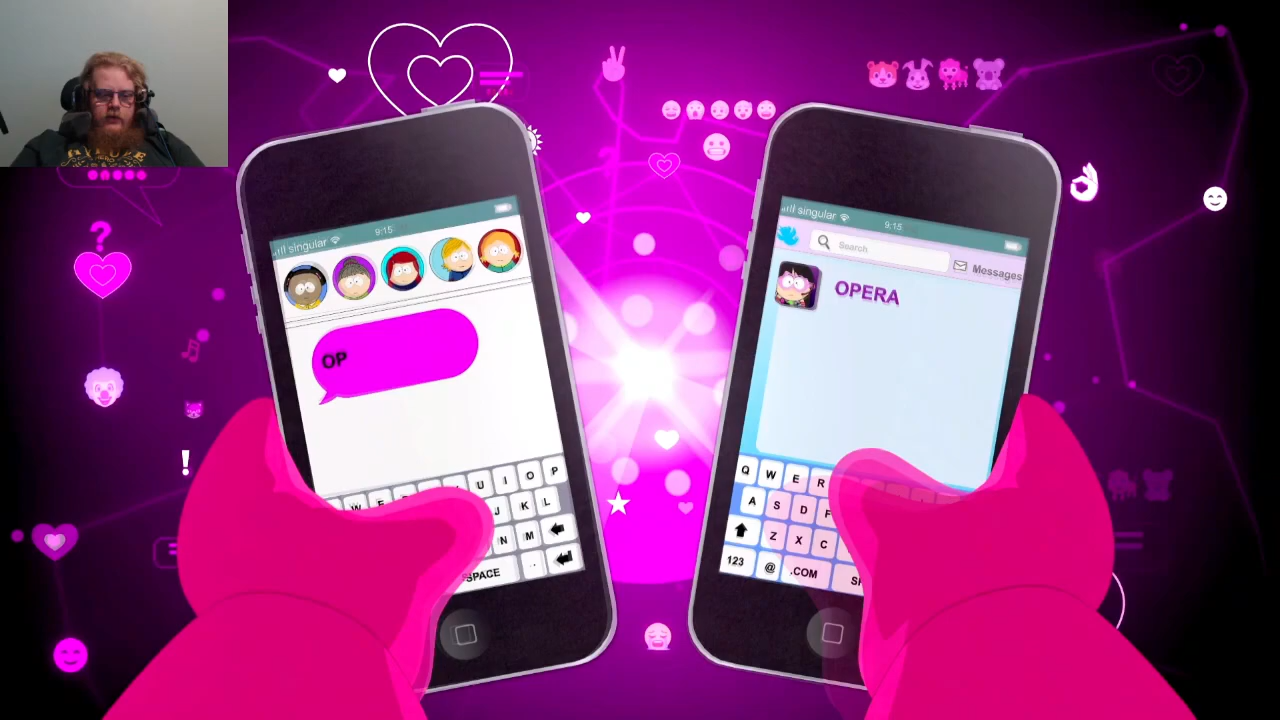 singular 9:15
OP
U I O P
J K L
N M
SPACE
singular 9:15
Search
Messages
OPERA
Q W E R
A S D F
Z X C
123 @ .COM